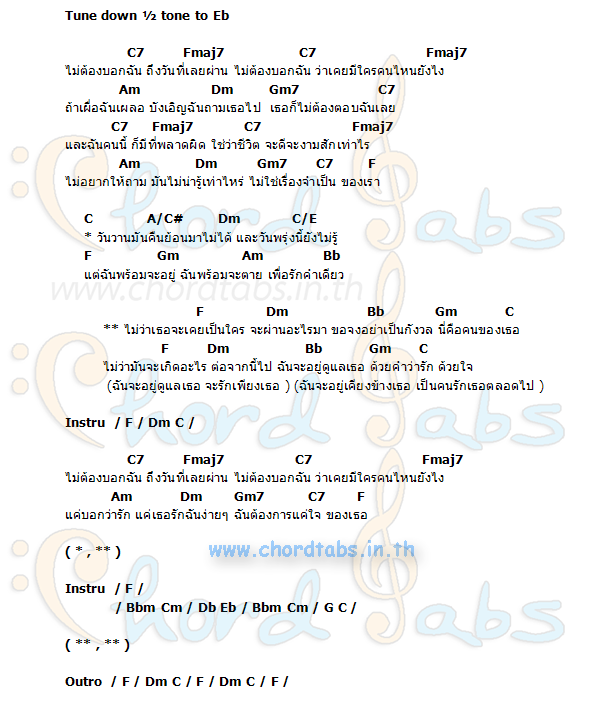 Tune down ½ tone to Eb
C7 Fmaj7 C7 Fmaj7
ไม่ต้องบอกฉัน ถึงวันที่เลยผ่าน ไม่ต้องบอกฉัน ว่าเคยมีใครคนไหนยังไง
Am Dm Gm7 C7
ถ้าเผื่อฉันเผลอ บังเอิญฉันถามเธอไป เธอก็ไม่ต้องตอบฉันเลย
C7 Fmaj7 C7 Fmaj7
และฉันคนนี้ ก็มีที่พลาดผิด ใช่ว่าชีวิต จะดีจะงามสักเท่าไร
Am Dm Gm7 C7 F
ไม่อยากให้ถาม มันไม่น่ารู้เท่าไหร่ ไม่ใช่เรื่องจำเป็น ของเรา
C A/C# Dm C/E
* วันวานมันคืนย้อนมาไม่ได้ และวันพรุ่งนี้ยังไม่รู้
F Gm Am Bb
แต่ฉันพร้อมจะอยู่ ฉันพร้อมจะตาย เพื่อรักคำเดียว
www.chordtabs.in.th
F Dm Bb Gm C
** ไม่ว่าเธอจะเคยเป็นใคร จะผ่านอะไรมา ขอจงอย่าเป็นกังวล นี่คือคนของเธอ
F Dm Bb Gm C
ไม่ว่ามันจะเกิดอะไร ต่อจากนี้ไป ฉันจะอยู่ดูแลเธอ ด้วยคำว่ารัก ด้วยใจ
(ฉันจะอยู่ดูแลเธอ จะรักเพียงเธอ ) (ฉันจะอยู่เคียงข้างเธอ เป็นคนรักเธอตลอดไป )
Instru / F / Dm C /
C7 Fmaj7 C7 Fmaj7
ไม่ต้องบอกฉัน ถึงวันที่เลยผ่าน ไม่ต้องบอกฉัน ว่าเคยมีใครคนไหนยังไง
Am Dm Gm7 C7 F
แค่บอกว่ารัก แค่เธอรักฉันง่ายๆ ฉันต้องการแค่ใจ ของเธอ
( * , ** )
www.chordtabs.in.th
Instru / F /
/ Bbm Cm / Db Eb / Bbm Cm / G C /
( ** , ** )
Outro / F / Dm C / F / Dm C / F /
Chord Tabs
Chord Tabs
Chord Tabs